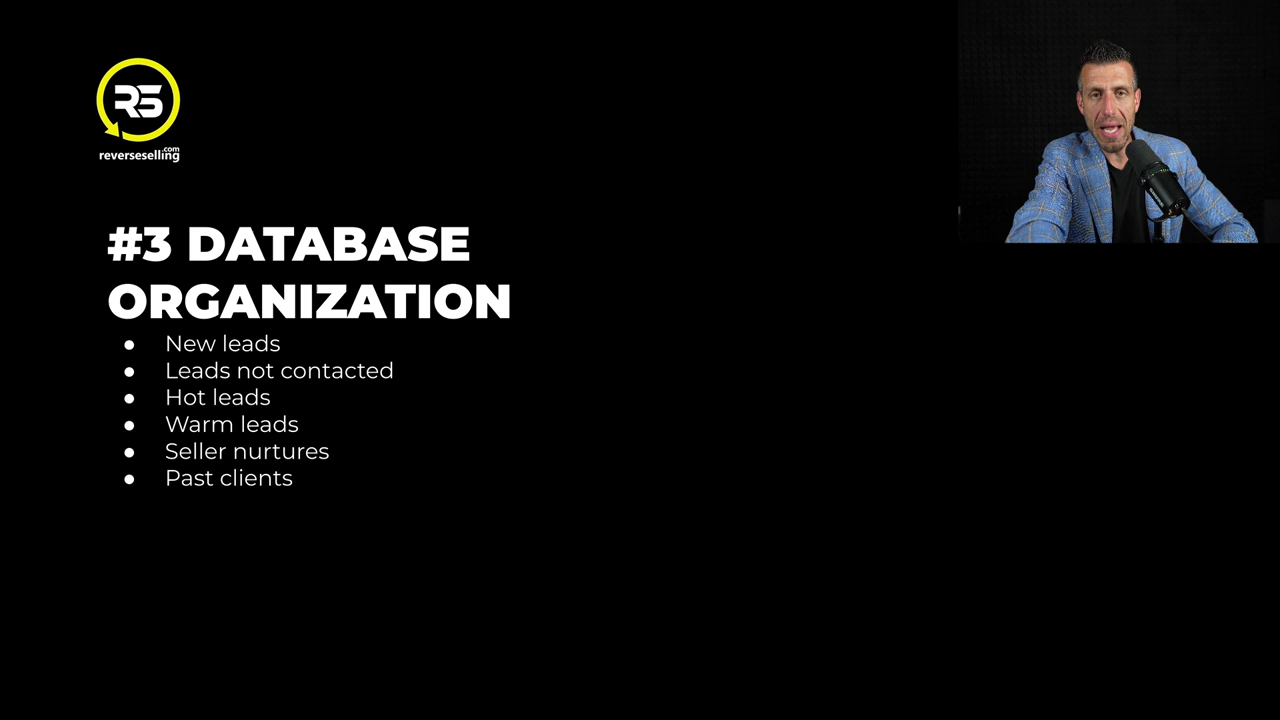 RS
reverseselling
.com
#3 DATABASE
ORGANIZATION
● New leads
● Leads not contacted
● Hot leads
● Warm leads
● Seller nurtures
● Past clients